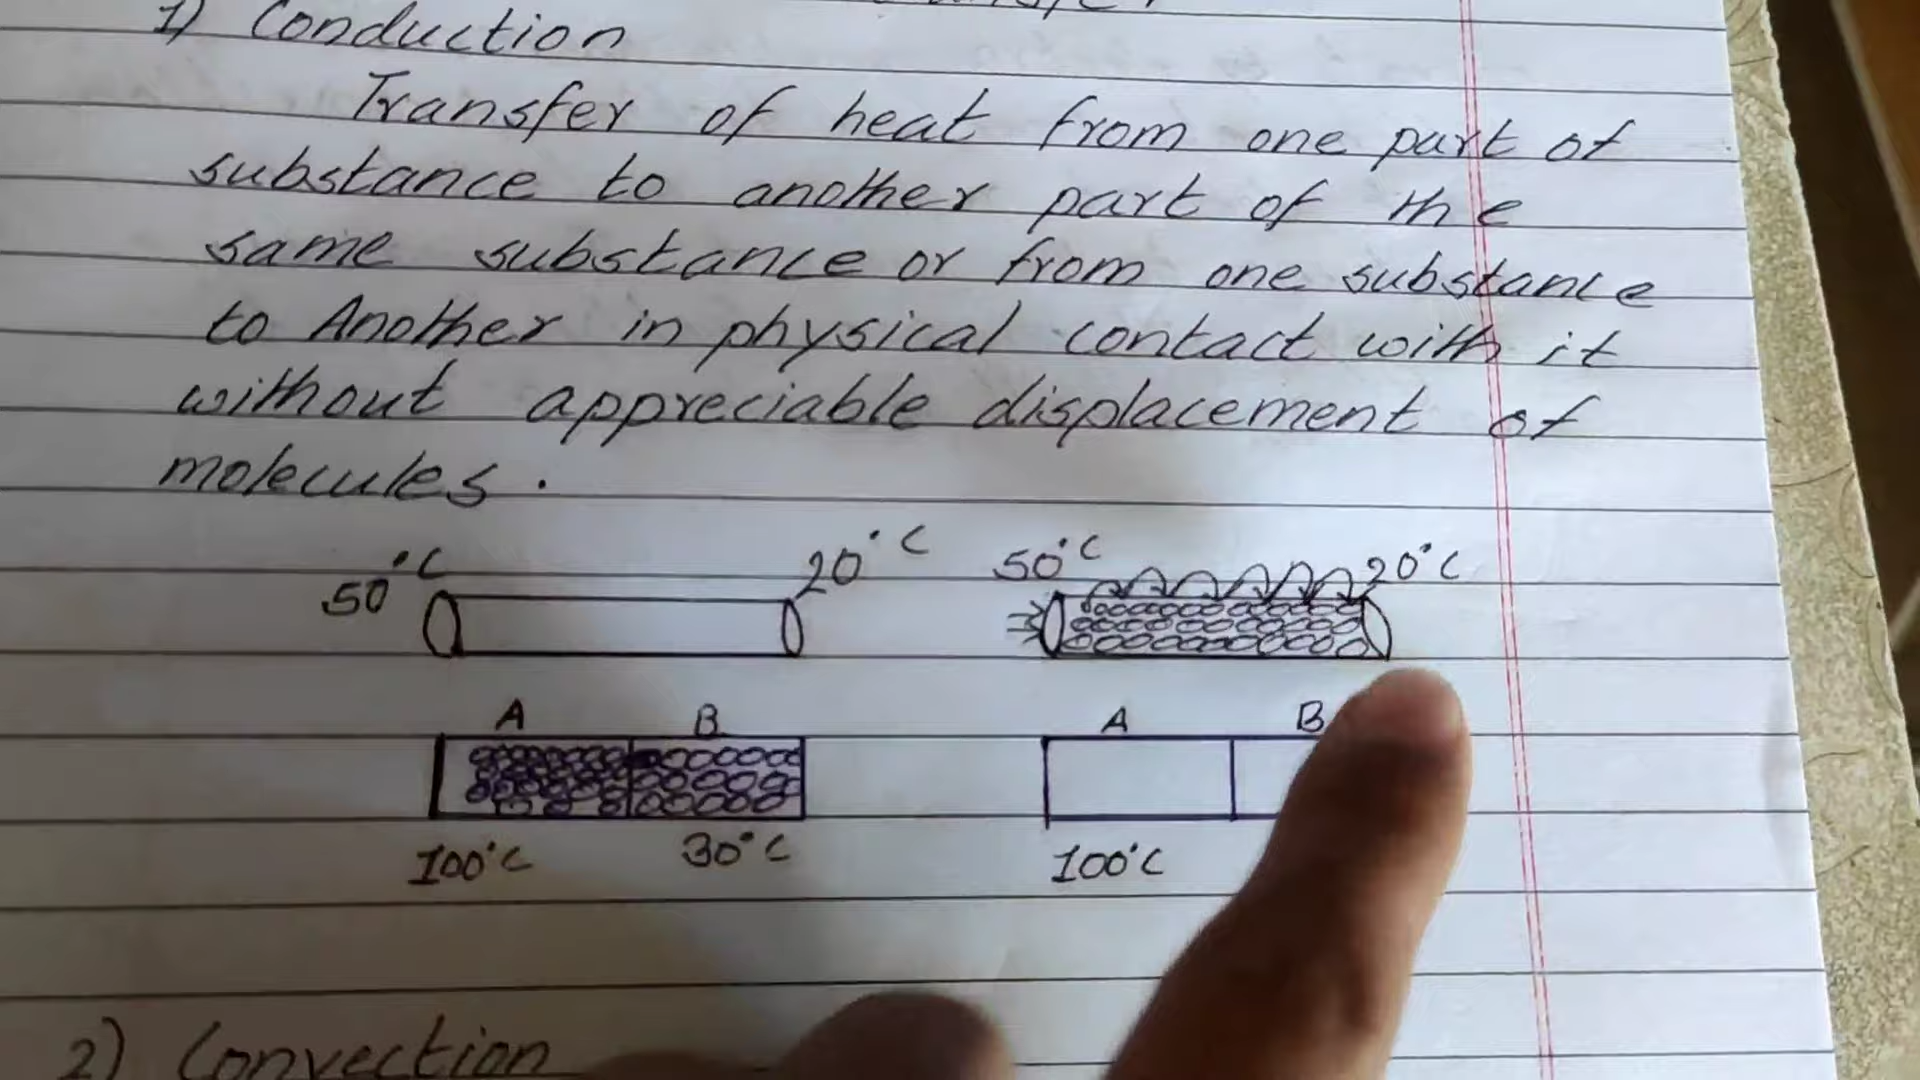 1) Conduction
Transfer of heat from one part of
substance to another part of the
same substance or from one substance
to Another in physical contact with it
without appreciable displacement of
molecules.
50°C 20°C 50°C 20°C
A B A B
100°C 30°C 100°C
2) Convection